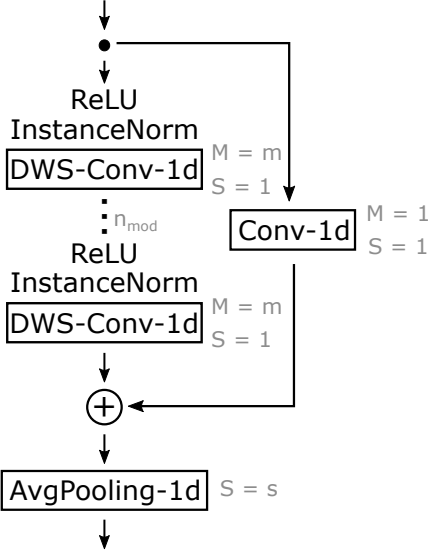 ReLU
InstanceNorm
DWS-Conv-1d
M = m
S = 1
n_mod
ReLU
InstanceNorm
DWS-Conv-1d
M = m
S = 1
Conv-1d
M = 1
S = 1
+
AvgPooling-1d
S = s